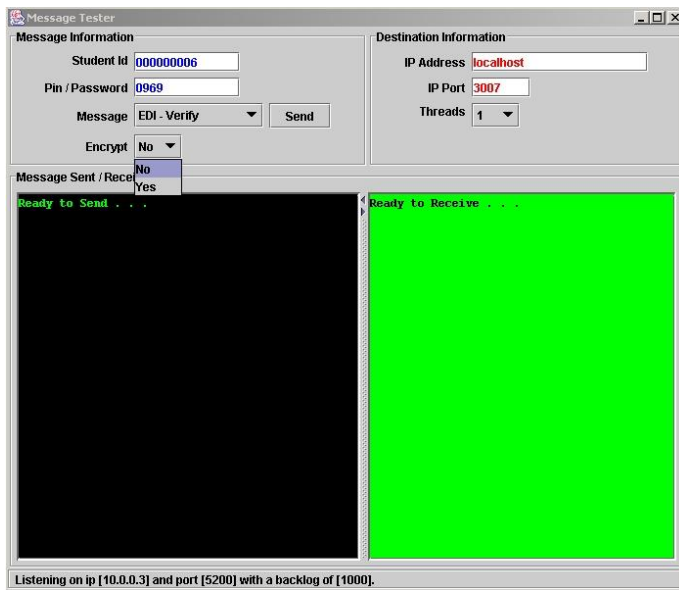 Message Tester
Message Information
Student Id 000000006
Pin / Password 0969
Message EDI - Verify Send
Encrypt No
No
Yes
Destination Information
IP Address localhost
IP Port 3007
Threads 1
Message Sent / Rece
Ready to Send . . .
Ready to Receive . . .
Listening on ip [10.0.0.3] and port [5200] with a backlog of [1000].